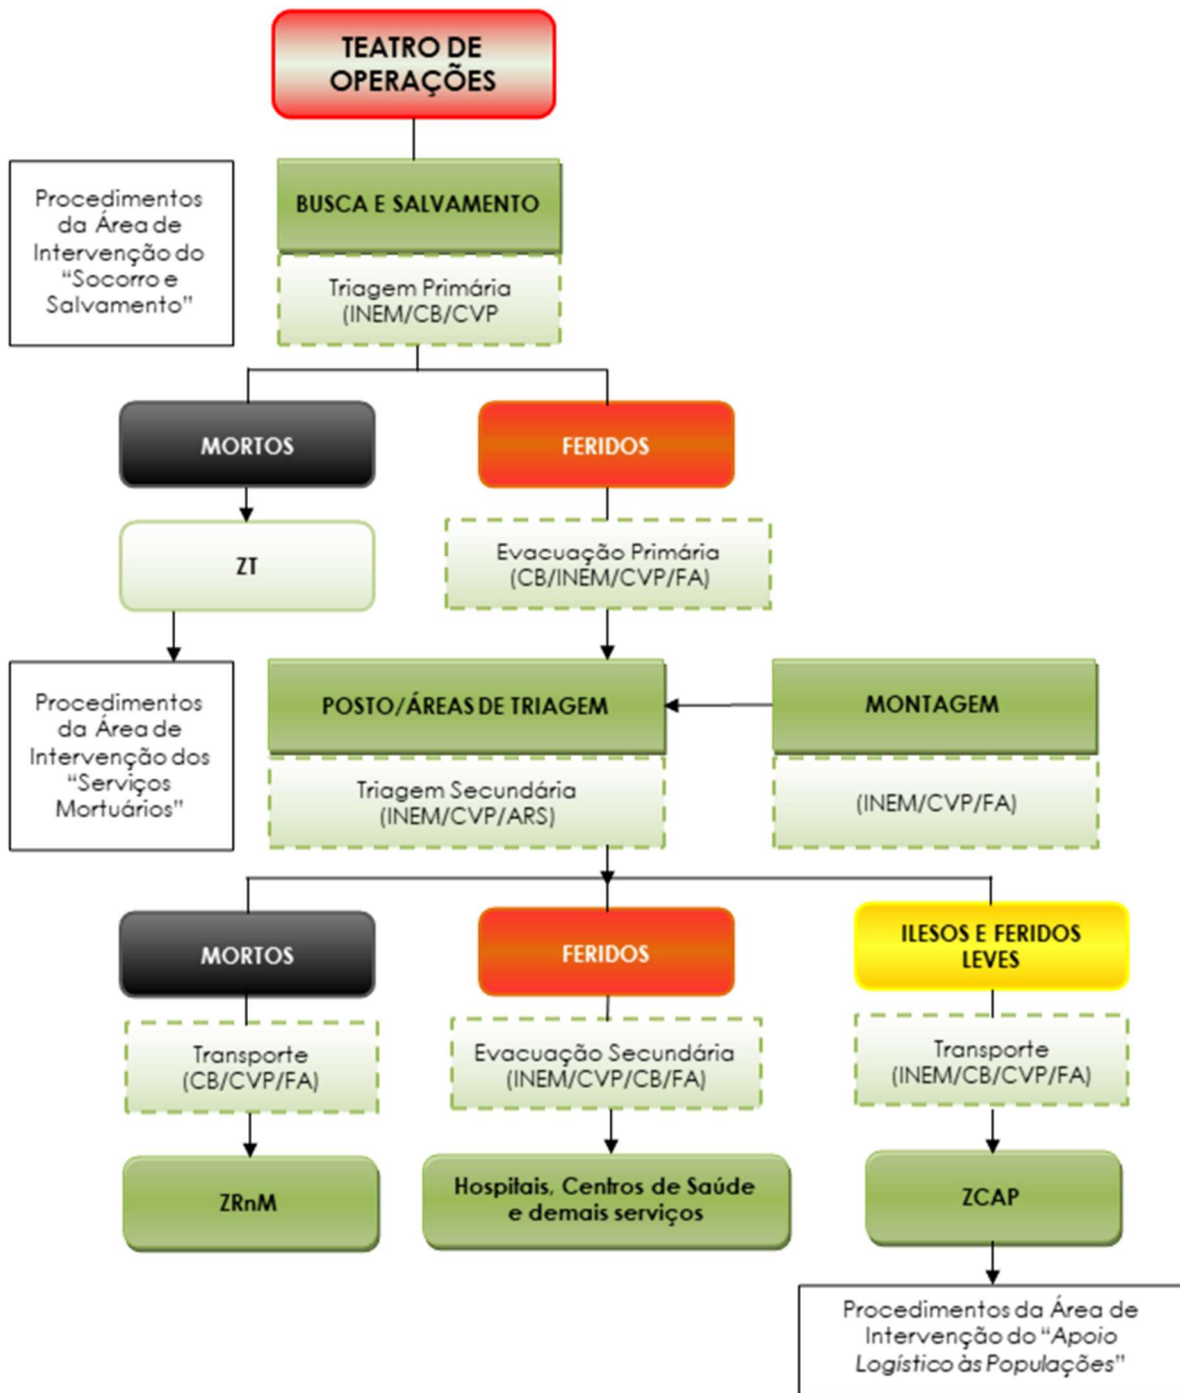 TEATRO DE
OPERAÇÕES
Procedimentos
da Área de
Intervenção do
“Socorro e
Salvamento”
BUSCA E SALVAMENTO
Triagem Primária
(INEM/CB/CVP
MORTOS
FERIDOS
ZT
Evacuação Primária
(CB/INEM/CVP/FA)
Procedimentos
da Área de
Intervenção dos
“Serviços
Mortuários”
POSTO/ÁREAS DE TRIAGEM
MONTAGEM
Triagem Secundária
(INEM/CVP/ARS)
(INEM/CVP/FA)
MORTOS
FERIDOS
ILESOS E FERIDOS
LEVES
Transporte
(CB/CVP/FA)
Evacuação Secundária
(INEM/CVP/CB/FA)
Transporte
(INEM/CB/CVP/FA)
ZRnM
Hospitais, Centros de Saúde
e demais serviços
ZCAP
Procedimentos da Área de
Intervenção do “Apoio
Logístico às Populações”